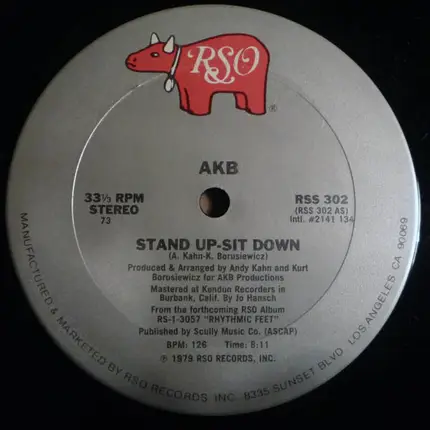 RSO
®
AKB
33⅓ RPM
STEREO
73
RSS 302
(RSS 302 AS)
Intl. #2141 134
STAND UP-SIT DOWN
(A. Kahn-K. Borusiewicz)
Produced & Arranged by Andy Kahn and Kurt
Borusiewicz for AKB Productions
Mastered at Kendun Recorders in
Burbank, Calif. By Jo Hansch
From the forthcoming RSO Album
RS-1-3057 "RHYTHMIC FEET"
Published by Scully Music Co. (ASCAP)
BPM: 126 Time: 8:11
℗ 1979 RSO RECORDS, INC.
MANUFACTURED & MARKETED BY RSO RECORDS INC. 8335 SUNSET BLVD. LOS ANGELES, CA 90069